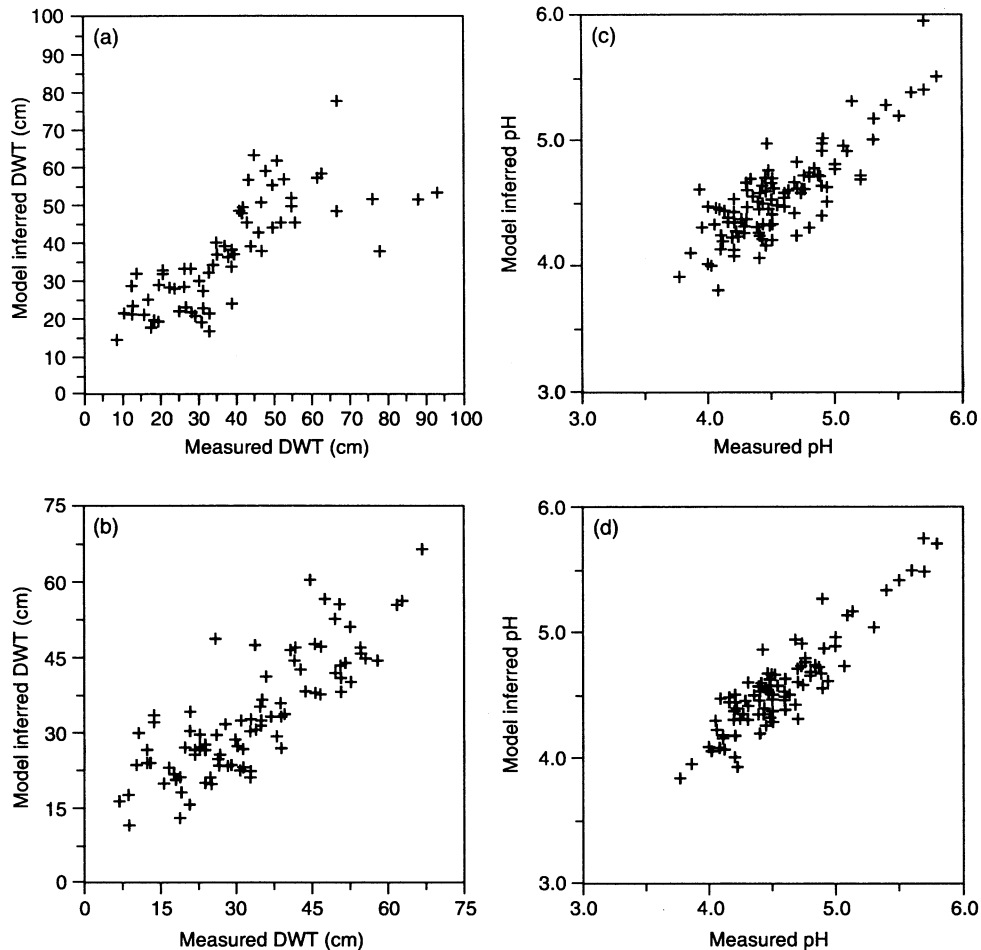 (a)
Model inferred DWT (cm)
100
90
80
70
60
50
40
30
20
10
0
0 10 20 30 40 50 60 70 80 90 100
Measured DWT (cm)
(c)
Model inferred pH
6.0
5.0
4.0
3.0
3.0 4.0 5.0 6.0
Measured pH
(b)
Model inferred DWT (cm)
75
60
45
30
15
0
0 15 30 45 60 75
Measured DWT (cm)
(d)
Model inferred pH
6.0
5.0
4.0
3.0
3.0 4.0 5.0 6.0
Measured pH